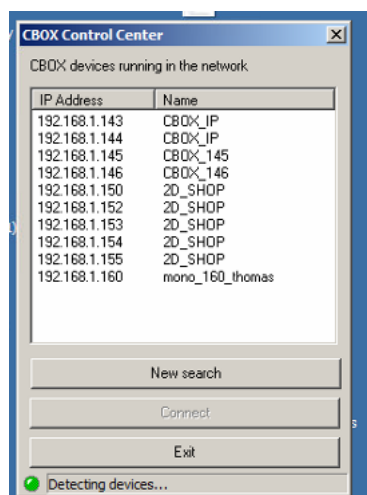 CBOX Control Center
CBOX devices running in the network
IP Address Name
192.168.1.143 CBOX_IP
192.168.1.144 CBOX_IP
192.168.1.145 CBOX_145
192.168.1.146 CBOX_146
192.168.1.150 2D_SHOP
192.168.1.152 2D_SHOP
192.168.1.153 2D_SHOP
192.168.1.154 2D_SHOP
192.168.1.155 2D_SHOP
192.168.1.160 mono_160_thomas
New search
Connect
Exit
Detecting devices...